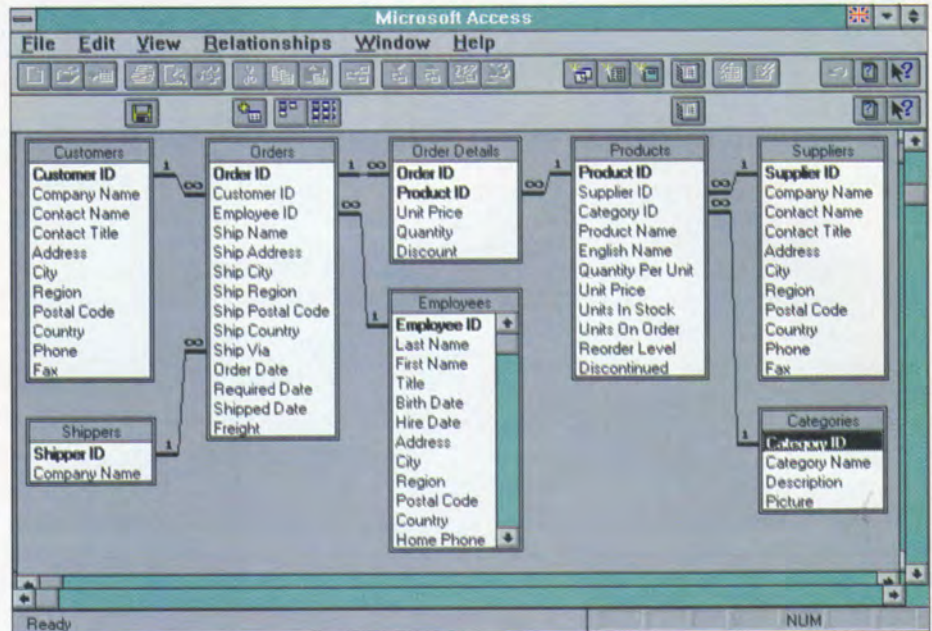 Microsoft Access
File Edit View Relationships Window Help
Customers
Customer ID
Company Name
Contact Name
Contact Title
Address
City
Region
Postal Code
Country
Phone
Fax
1
∞
Orders
Order ID
Customer ID
Employee ID
Ship Name
Ship Address
Ship City
Ship Region
Ship Postal Code
Ship Country
Ship Via
Order Date
Required Date
Shipped Date
Freight
1 ∞
∞
∞
Order Details
Order ID
Product ID
Unit Price
Quantity
Discount
1
∞
Products
Product ID
Supplier ID
Category ID
Product Name
English Name
Quantity Per Unit
Unit Price
Units In Stock
Units On Order
Reorder Level
Discontinued
1
∞
∞
Suppliers
Supplier ID
Company Name
Contact Name
Contact Title
Address
City
Region
Postal Code
Country
Phone
Fax
Shippers
Shipper ID
Company Name
1
Employees
1
Employee ID
Last Name
First Name
Title
Birth Date
Hire Date
Address
City
Region
Postal Code
Country
Home Phone
Categories
1
Category ID
Category Name
Description
Picture
Ready
NUM